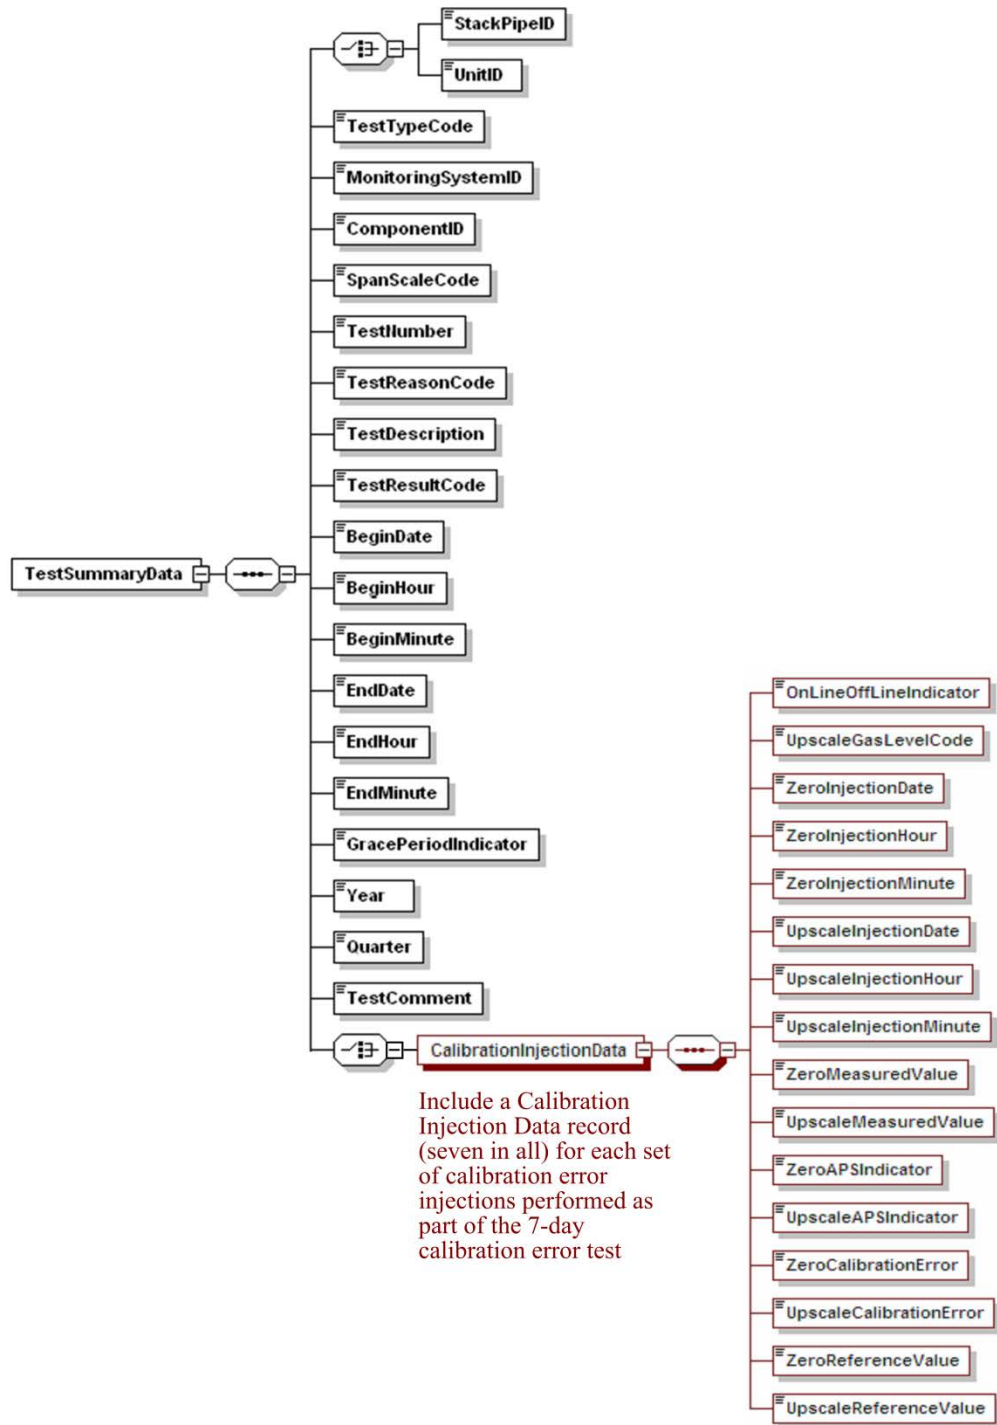 StackPipeID
UnitID
TestTypeCode
MonitoringSystemID
ComponentID
SpanScaleCode
TestNumber
TestReasonCode
TestDescription
TestResultCode
BeginDate
TestSummaryData
BeginHour
BeginMinute
EndDate
EndHour
EndMinute
GracePeriodIndicator
Year
Quarter
TestComment
CalibrationInjectionData
Include a Calibration
Injection Data record
(seven in all) for each set
of calibration error
injections performed as
part of the 7-day
calibration error test
OnLineOffLineIndicator
UpscaleGasLevelCode
ZeroInjectionDate
ZeroInjectionHour
ZeroInjectionMinute
UpscaleInjectionDate
UpscaleInjectionHour
UpscaleInjectionMinute
ZeroMeasuredValue
UpscaleMeasuredValue
ZeroAPSIndicator
UpscaleAPSIndicator
ZeroCalibrationError
UpscaleCalibrationError
ZeroReferenceValue
UpscaleReferenceValue